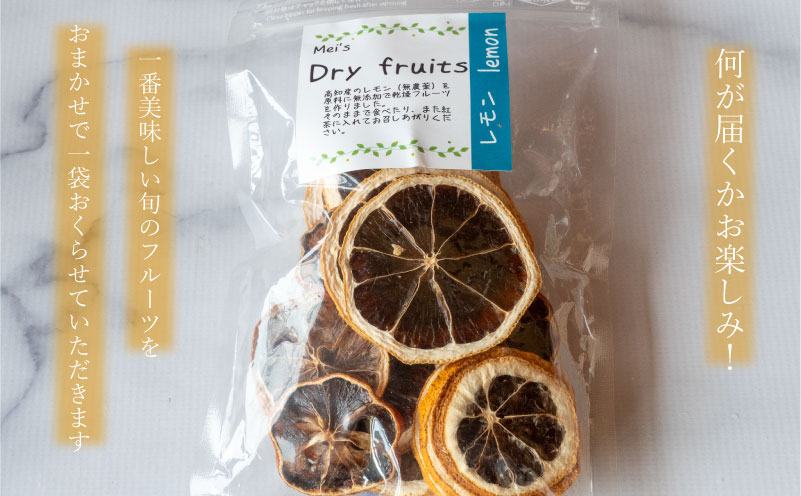 何が届くかお楽しみ！
一番美味しい旬のフルーツを
おまかせで一袋おくらせていただきます
Mei's
Dry fruits
高知産のレモン（無農薬）を
原料に無添加で乾燥フルーツ
を作りました。
そのままで食べたり、また紅
茶に入れてお召しあがりくだ
さい。
レモン lemon